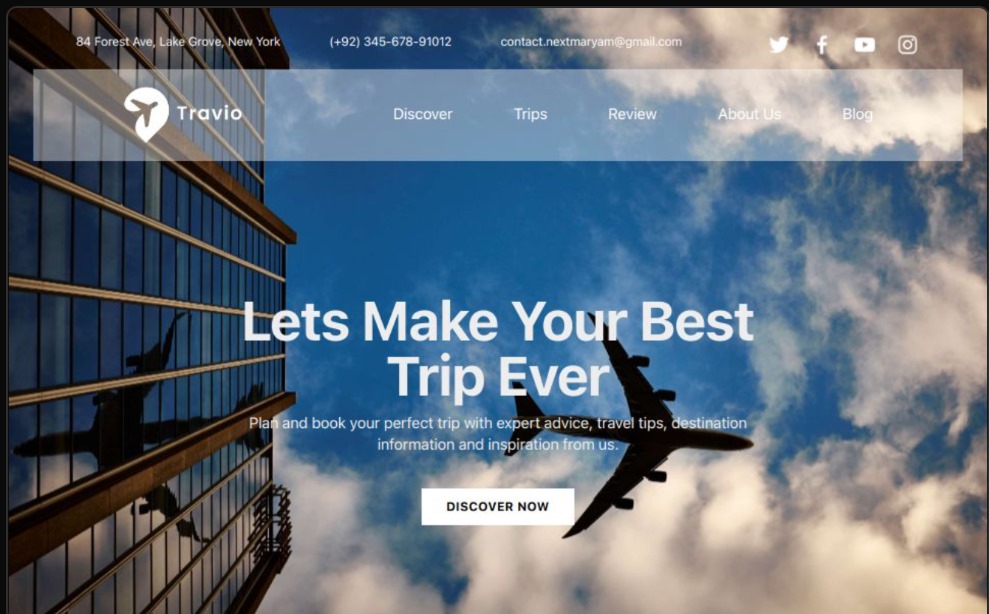 84 Forest Ave, Lake Grove, New York (+92) 345-678-91012 contact.nextmaryam@gmail.com
Travio Discover Trips Review About Us Blog
Lets Make Your Best
Trip Ever
Plan and book your perfect trip with expert advice, travel tips, destination
information and inspiration from us.
DISCOVER NOW